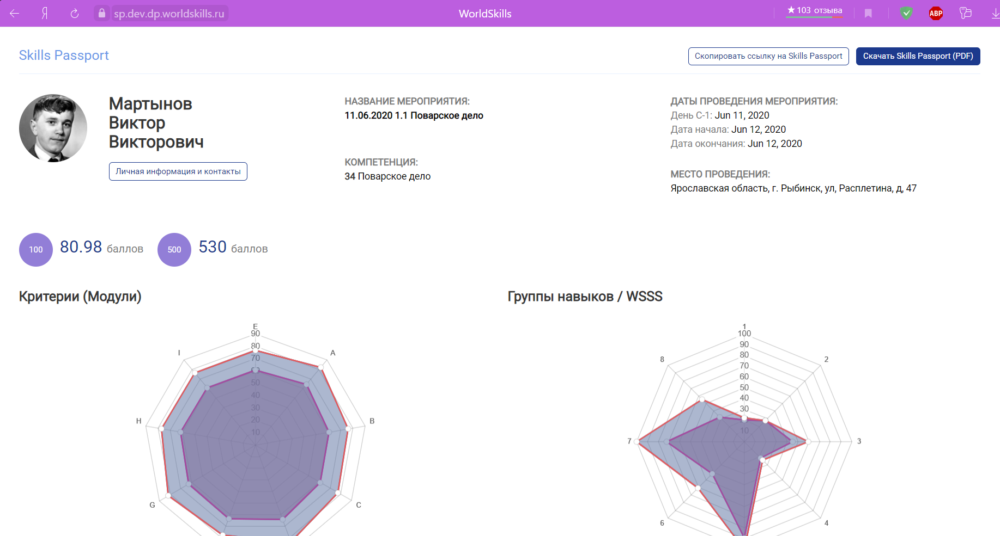 sp.dev.dp.worldskills.ru
WorldSkills
★ 103 отзыва
ABP
Skills Passport
Скопировать ссылку на Skills Passport
Скачать Skills Passport (PDF)
Мартынов
Виктор
Викторович
Личная информация и контакты
НАЗВАНИЕ МЕРОПРИЯТИЯ:
11.06.2020 1.1 Поварское дело
КОМПЕТЕНЦИЯ:
34 Поварское дело
ДАТЫ ПРОВЕДЕНИЯ МЕРОПРИЯТИЯ:
День С-1: Jun 11, 2020
Дата начала: Jun 12, 2020
Дата окончания: Jun 12, 2020
МЕСТО ПРОВЕДЕНИЯ:
Ярославская область, г. Рыбинск, ул, Расплетина, д, 47
100
80.98 баллов
500
530 баллов
Критерии (Модули)
E
90
80
70
60
50
40
30
20
10
I
A
H
B
G
C
Группы навыков / WSSS
1
100
90
80
70
60
50
40
30
10
8
2
7
3
6
4